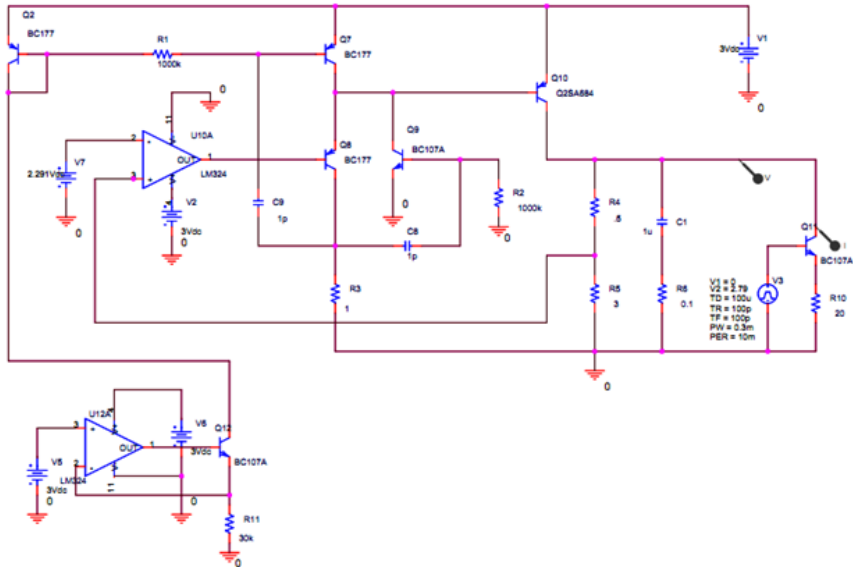 Q2
BC177
R1
1000k
Q7
BC177
V1
3Vdc
0
Q10
Q2SA684
11
0
U10A
2
+
V
OUT
1
3
+
V
4
LM324
V7
2.291Vdc
0
V2
3Vdc
0
Q8
BC177
Q9
BC107A
0
R2
1000k
0
C9
1p
C8
1p
R3
1
R4
.5
R5
3
C1
1u
R6
0.1
V
I
Q11
BC107A
V3
V1 = 0
V2 = 2.79
TD = 100u
TR = 100p
TF = 100p
PW = 0.3m
PER = 10m
R10
20
0
U12A
3
+
4
OUT
1
2
-
V
11
LM324
V5
3Vdc
0
V6
3Vdc
0
Q12
BC107A
R11
30k
0